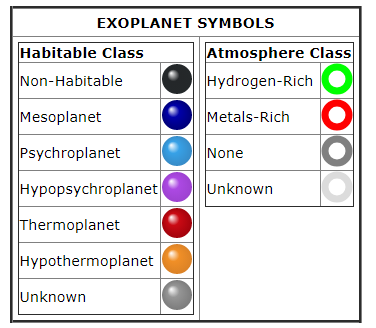 EXOPLANET SYMBOLS
Habitable Class
Non-Habitable
Mesoplanet
Psychroplanet
Hypopsychroplanet
Thermoplanet
Hypothermoplanet
Unknown
Atmosphere Class
Hydrogen-Rich
Metals-Rich
None
Unknown